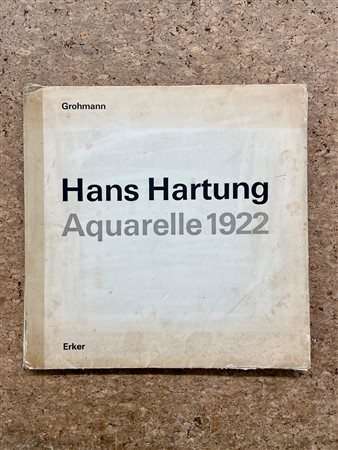 Grohmann
Hans Hartung
Aquarelle 1922
Erker